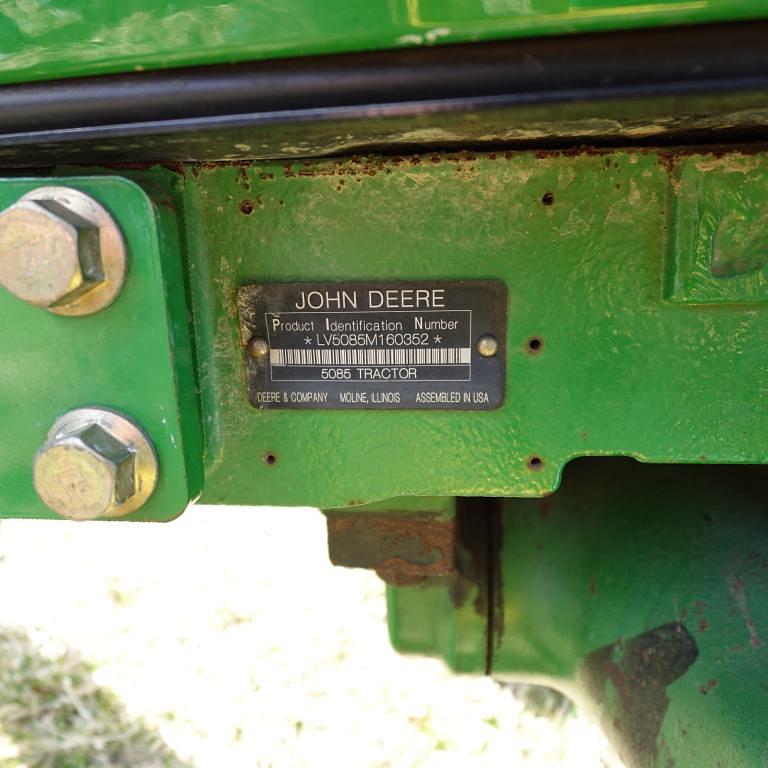 JOHN DEERE
Product Identification Number
*LV5085M160352*
5085 TRACTOR
DEERE & COMPANY MOLINE, ILLINOIS ASSEMBLED IN USA